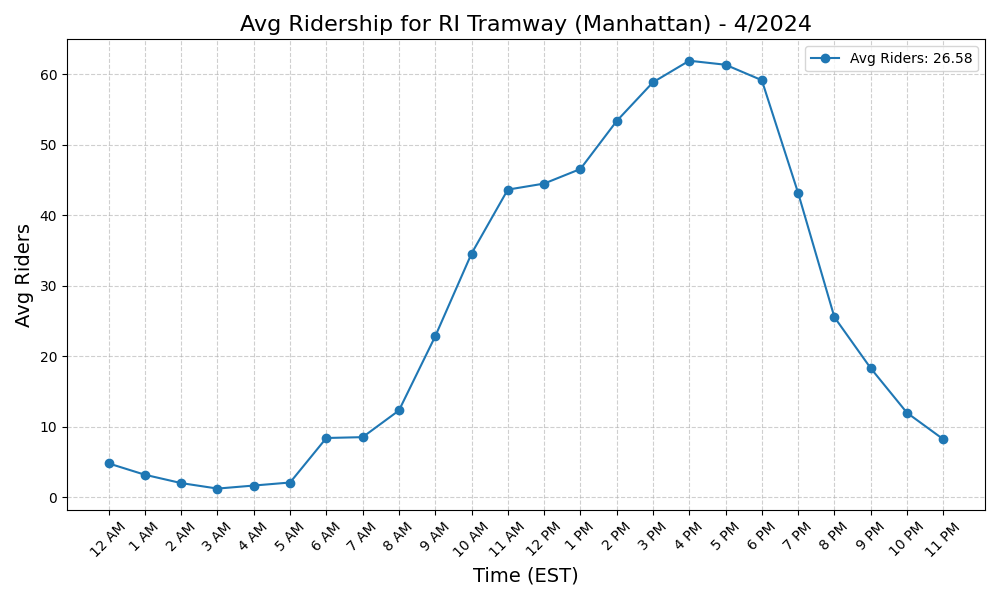 Avg Ridership for RI Tramway (Manhattan) - 4/2024
Avg Riders: 26.58
Avg Riders
60
50
40
30
20
10
0
12 AM
1 AM
2 AM
3 AM
4 AM
5 AM
6 AM
7 AM
8 AM
9 AM
10 AM
11 AM
12 PM
1 PM
2 PM
3 PM
4 PM
5 PM
6 PM
7 PM
8 PM
9 PM
10 PM
11 PM
Time (EST)